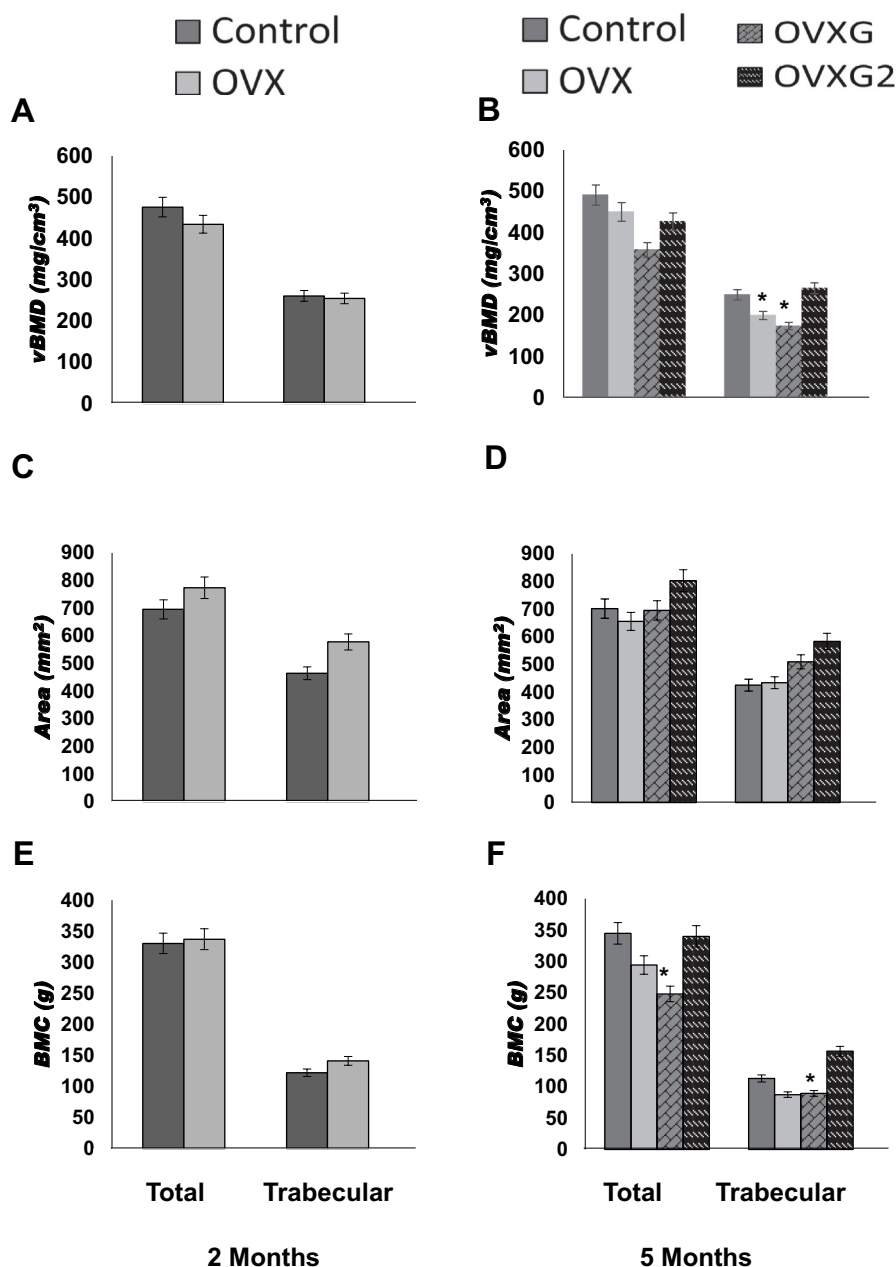 Control
OVX
Control
OVX
OVXG
OVXG2
A
vBMD (mg/cm³)
600
500
400
300
200
100
0
B
vBMD (mg/cm³)
600
500
400
300
200
100
0
*
*
C
Area (mm²)
900
800
700
600
500
400
300
200
100
0
D
Area (mm²)
900
800
700
600
500
400
300
200
100
0
E
BMC (g)
400
350
300
250
200
150
100
50
0
Total
Trabecular
2 Months
F
BMC (g)
400
350
300
250
200
150
100
50
0
*
*
Total
Trabecular
5 Months